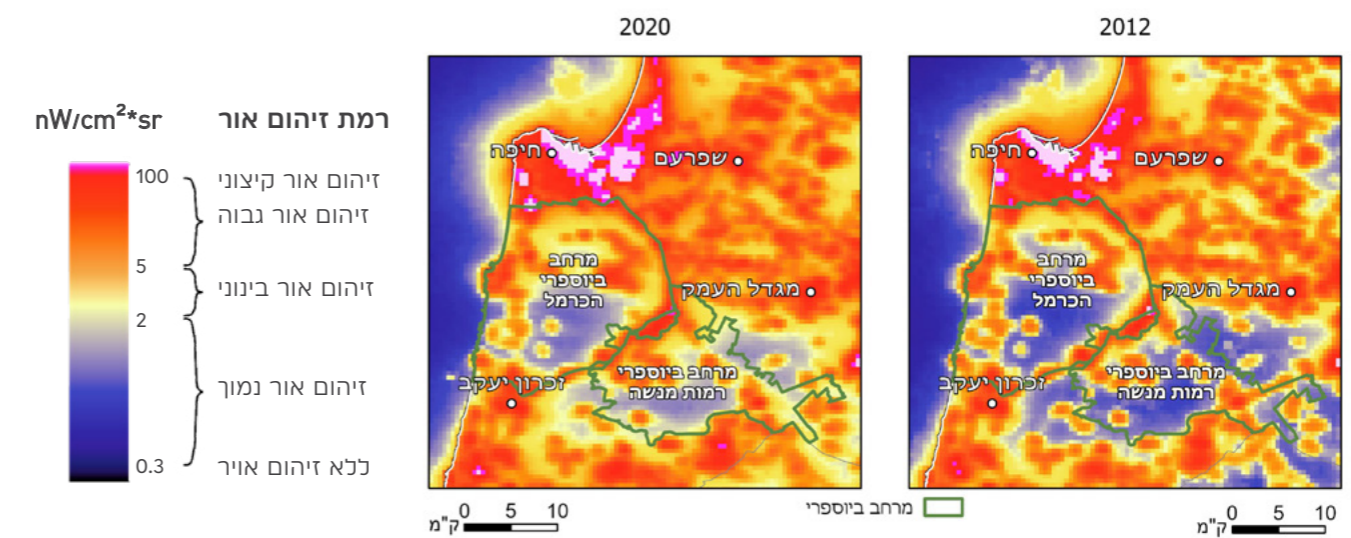 2012
2020
חיפה
שפרעם
מרחב
ביוספרי
הכרמל
מגדל העמק
מרחב ביוספרי
רמות מנשה
זכרון יעקב
0 5 10
ק"מ
חיפה
שפרעם
מרחב
ביוספרי
הכרמל
מגדל העמק
מרחב ביוספרי
רמות מנשה
זכרון יעקב
0 5 10
ק"מ
מרחב ביוספרי
רמת זיהום אור
nW/cm²*sr
זיהום אור קיצוני
100
זיהום אור גבוה
5
זיהום אור בינוני
2
זיהום אור נמוך
ללא זיהום אויר
0.3